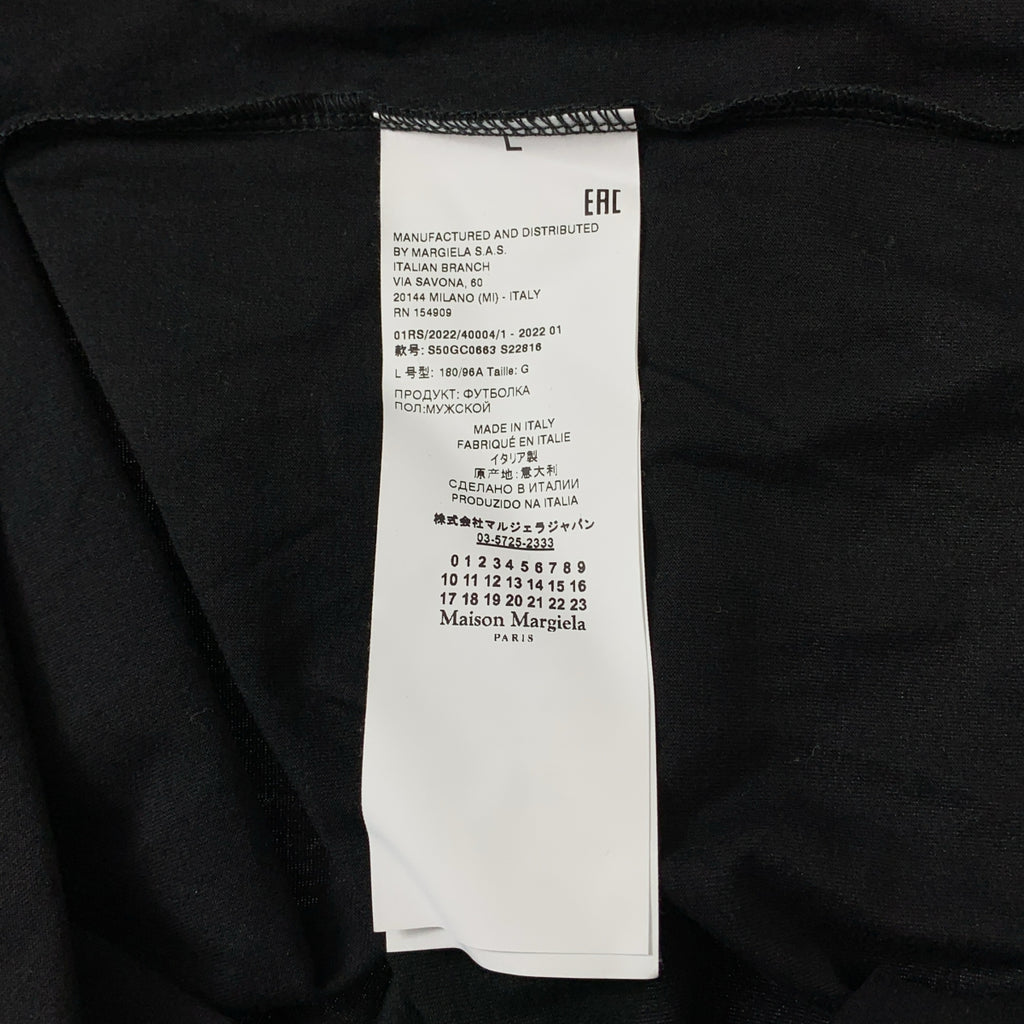 L
EAC
MANUFACTURED AND DISTRIBUTED
BY MARGIELA S.A.S.
ITALIAN BRANCH
VIA SAVONA, 60
20144 MILANO (MI) - ITALY
RN 154909
01RS/2022/40004/1 - 2022 01
款号: S50GC0663 S22816
L 号型: 180/96A Taille: G
ПРОДУКТ: ФУТБОЛКА
ПОЛ:МУЖСКОЙ
MADE IN ITALY
FABRIQUÉ EN ITALIE
イタリア製
原产地:意大利
СДЕЛАНО В ИТАЛИИ
PRODUZIDO NA ITALIA
株式会社マルジェラジャパン
03-5725-2333
0 1 2 3 4 5 6 7 8 9
10 11 12 13 14 15 16
17 18 19 20 21 22 23
Maison Margiela
PARIS